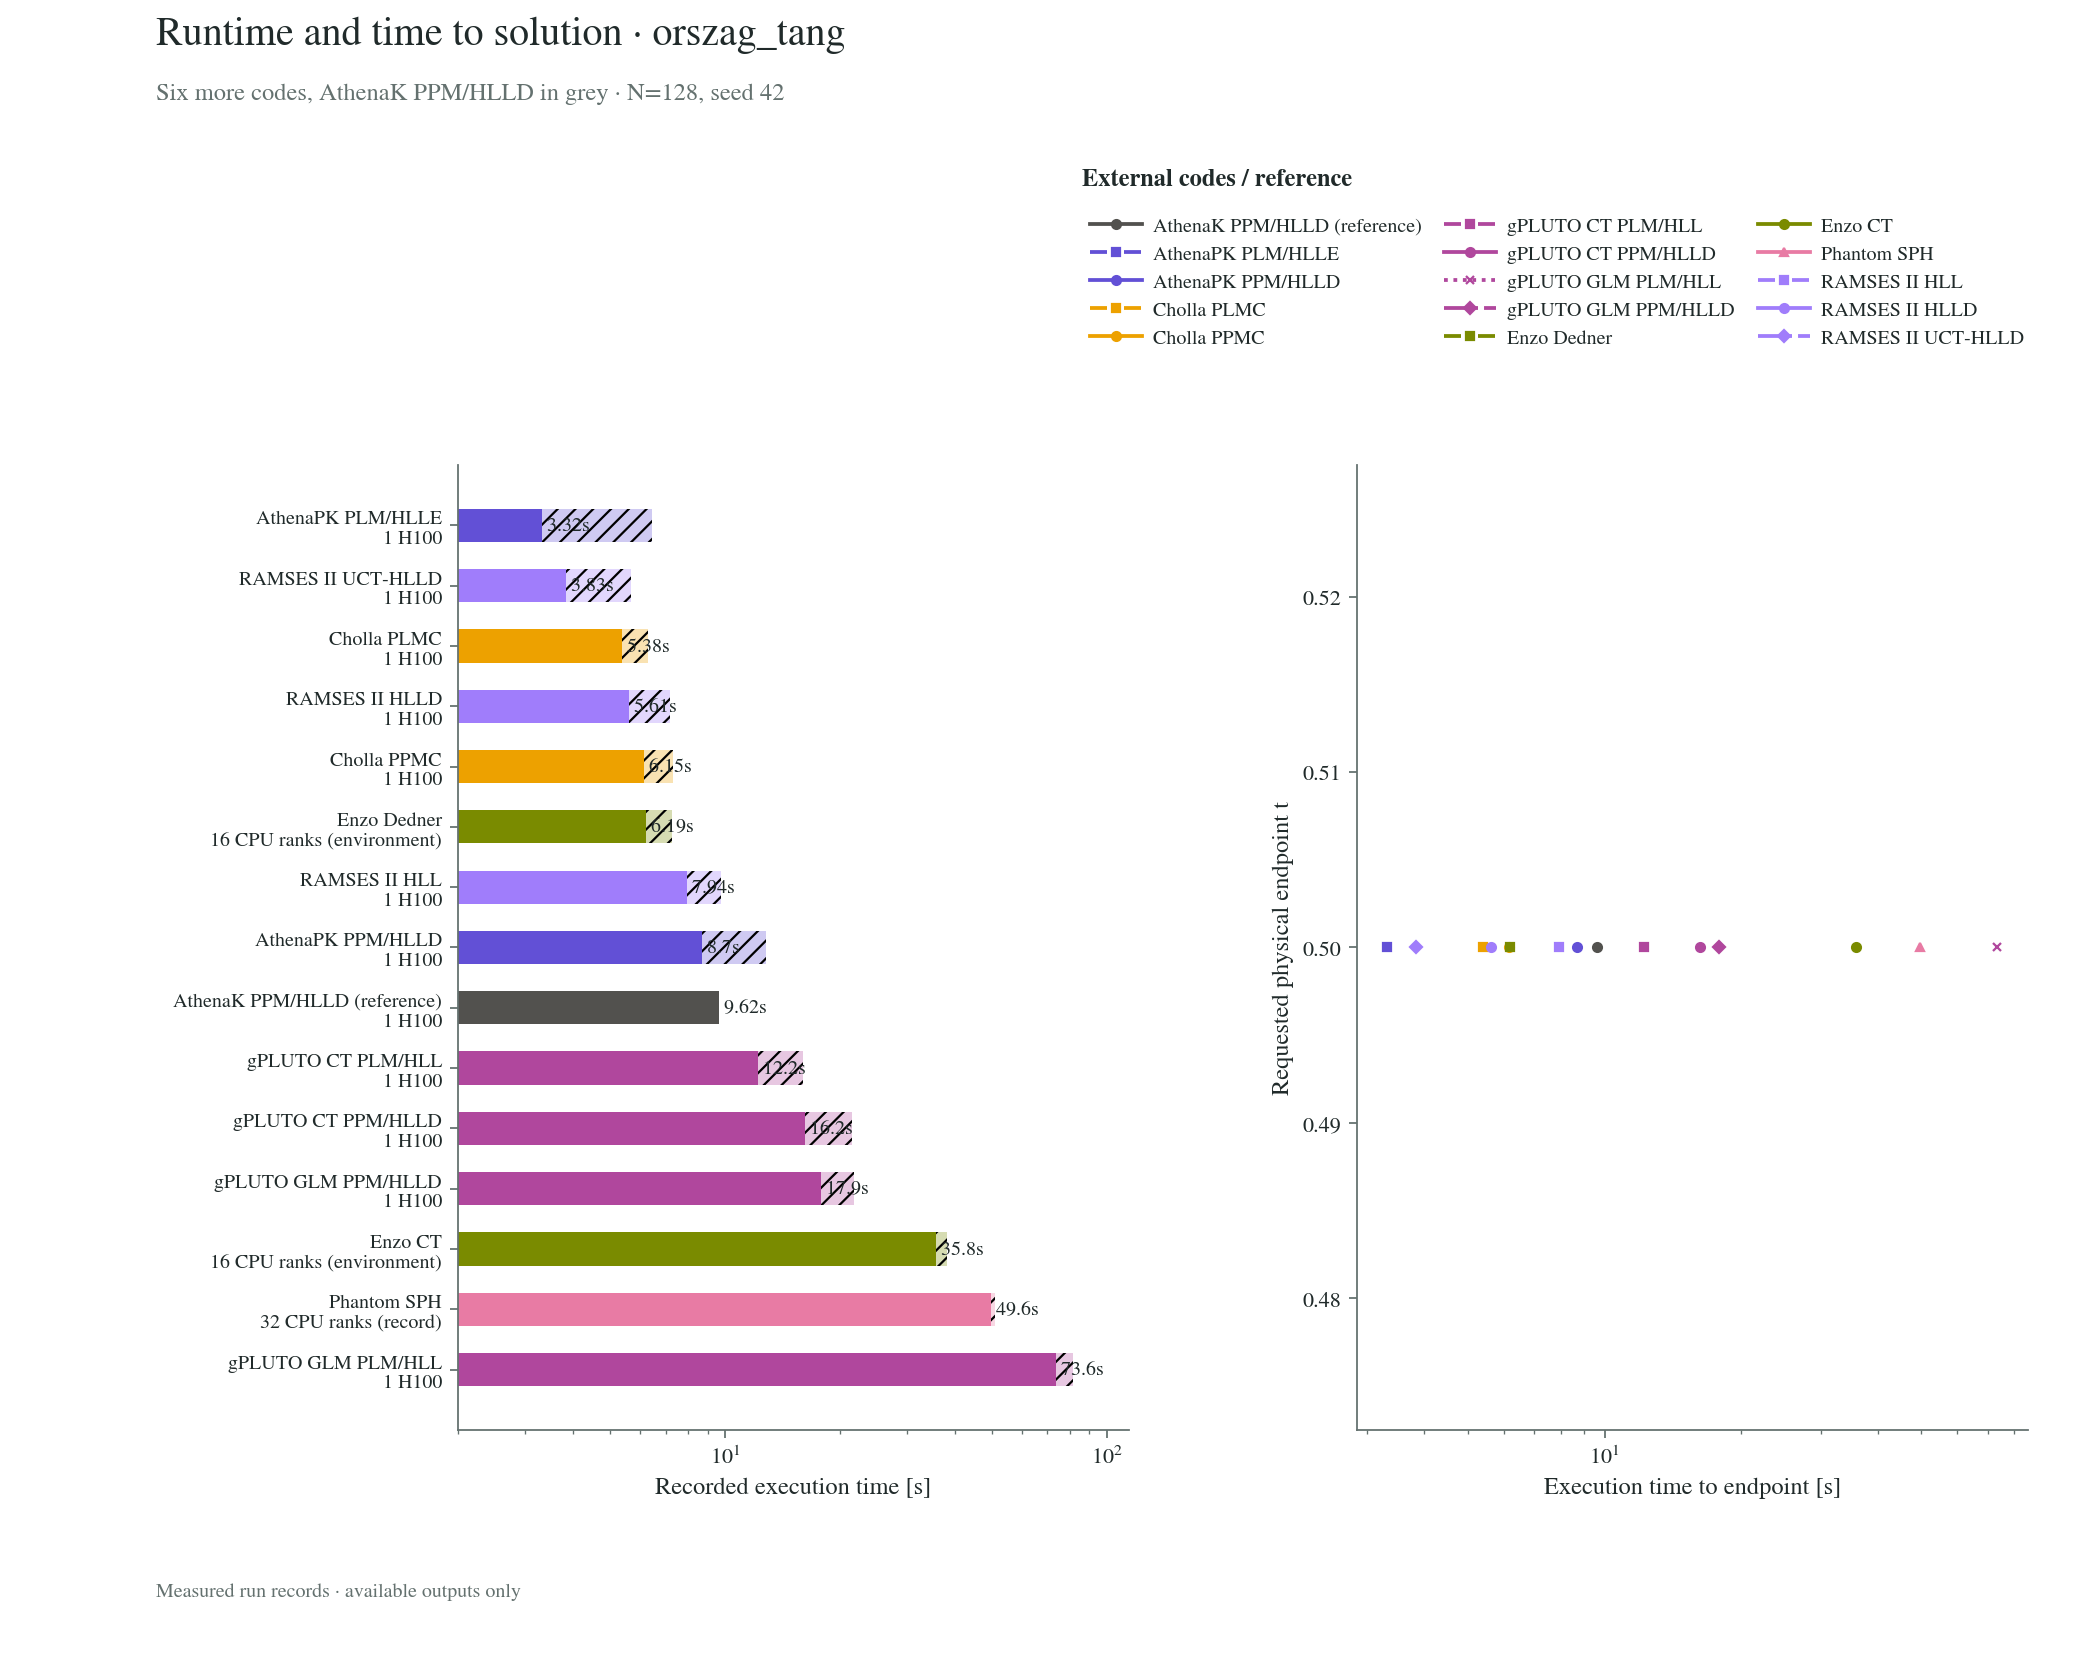 Runtime and time to solution · orszag_tang
Six more codes, AthenaK PPM/HLLD in grey · N=128, seed 42
External codes / reference
AthenaK PPM/HLLD (reference)
AthenaPK PLM/HLLE
AthenaPK PPM/HLLD
Cholla PLMC
Cholla PPMC
gPLUTO CT PLM/HLL
gPLUTO CT PPM/HLLD
gPLUTO GLM PLM/HLL
gPLUTO GLM PPM/HLLD
Enzo Dedner
Enzo CT
Phantom SPH
RAMSES II HLL
RAMSES II HLLD
RAMSES II UCT-HLLD
AthenaPK PLM/HLLE
1 H100
3.32s
RAMSES II UCT-HLLD
1 H100
3.83s
Cholla PLMC
1 H100
5.38s
RAMSES II HLLD
1 H100
5.61s
Cholla PPMC
1 H100
6.15s
Enzo Dedner
16 CPU ranks (environment)
6.19s
RAMSES II HLL
1 H100
7.94s
AthenaPK PPM/HLLD
1 H100
8.7s
AthenaK PPM/HLLD (reference)
1 H100
9.62s
gPLUTO CT PLM/HLL
1 H100
12.2s
gPLUTO CT PPM/HLLD
1 H100
16.2s
gPLUTO GLM PPM/HLLD
1 H100
17.9s
Enzo CT
16 CPU ranks (environment)
35.8s
Phantom SPH
32 CPU ranks (record)
49.6s
gPLUTO GLM PLM/HLL
1 H100
73.6s
10¹
10²
Recorded execution time [s]
Requested physical endpoint t
0.52
0.51
0.50
0.49
0.48
10¹
Execution time to endpoint [s]
Measured run records · available outputs only